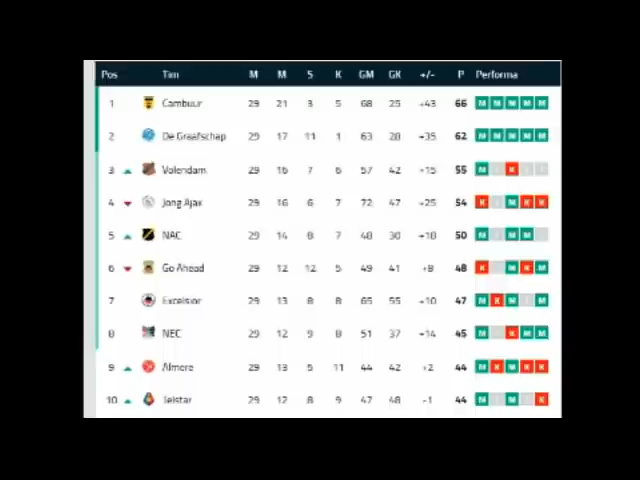 Pos Tim M M S K GM GK +/- P Performa
1 Cambuur 29 21 3 5 68 25 +43 66 M M M M M
2 De Graafschap 29 17 11 1 63 28 +35 62 M M M M M
3 Volendam 29 16 7 6 57 42 +15 55 M K
4 Jong Ajax 29 16 6 7 72 47 +25 54 K M K K
5 NAC 29 14 8 7 48 30 +18 50 M M M
6 Go Ahead 29 12 12 5 49 41 +8 48 K M K M
7 Excelsior 29 13 8 8 65 55 +10 47 M K M M
8 NEC 29 12 9 8 51 37 +14 45 M K M M
9 Almere 29 13 5 11 44 42 +2 44 M K M K K
10 Telstar 29 12 8 9 47 48 -1 44 M M K